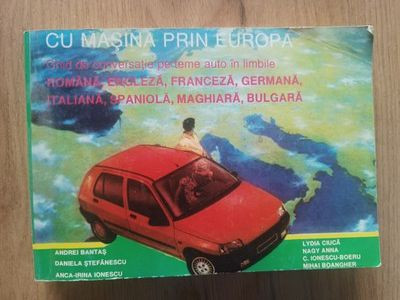 CU MAȘINA PRIN EUROPA
Ghid de conversație pe teme auto în limbile
ROMÂNĂ, ENGLEZĂ, FRANCEZĂ, GERMANĂ,
ITALIANĂ, SPANIOLĂ, MAGHIARĂ, BULGARĂ
ANDREI BANTAȘ
DANIELA ȘTEFĂNESCU
ANCA-IRINA IONESCU
LYDIA CIUCĂ
NAGY ANNA
C. IONESCU-BOERU
MIHAI BOANGHER